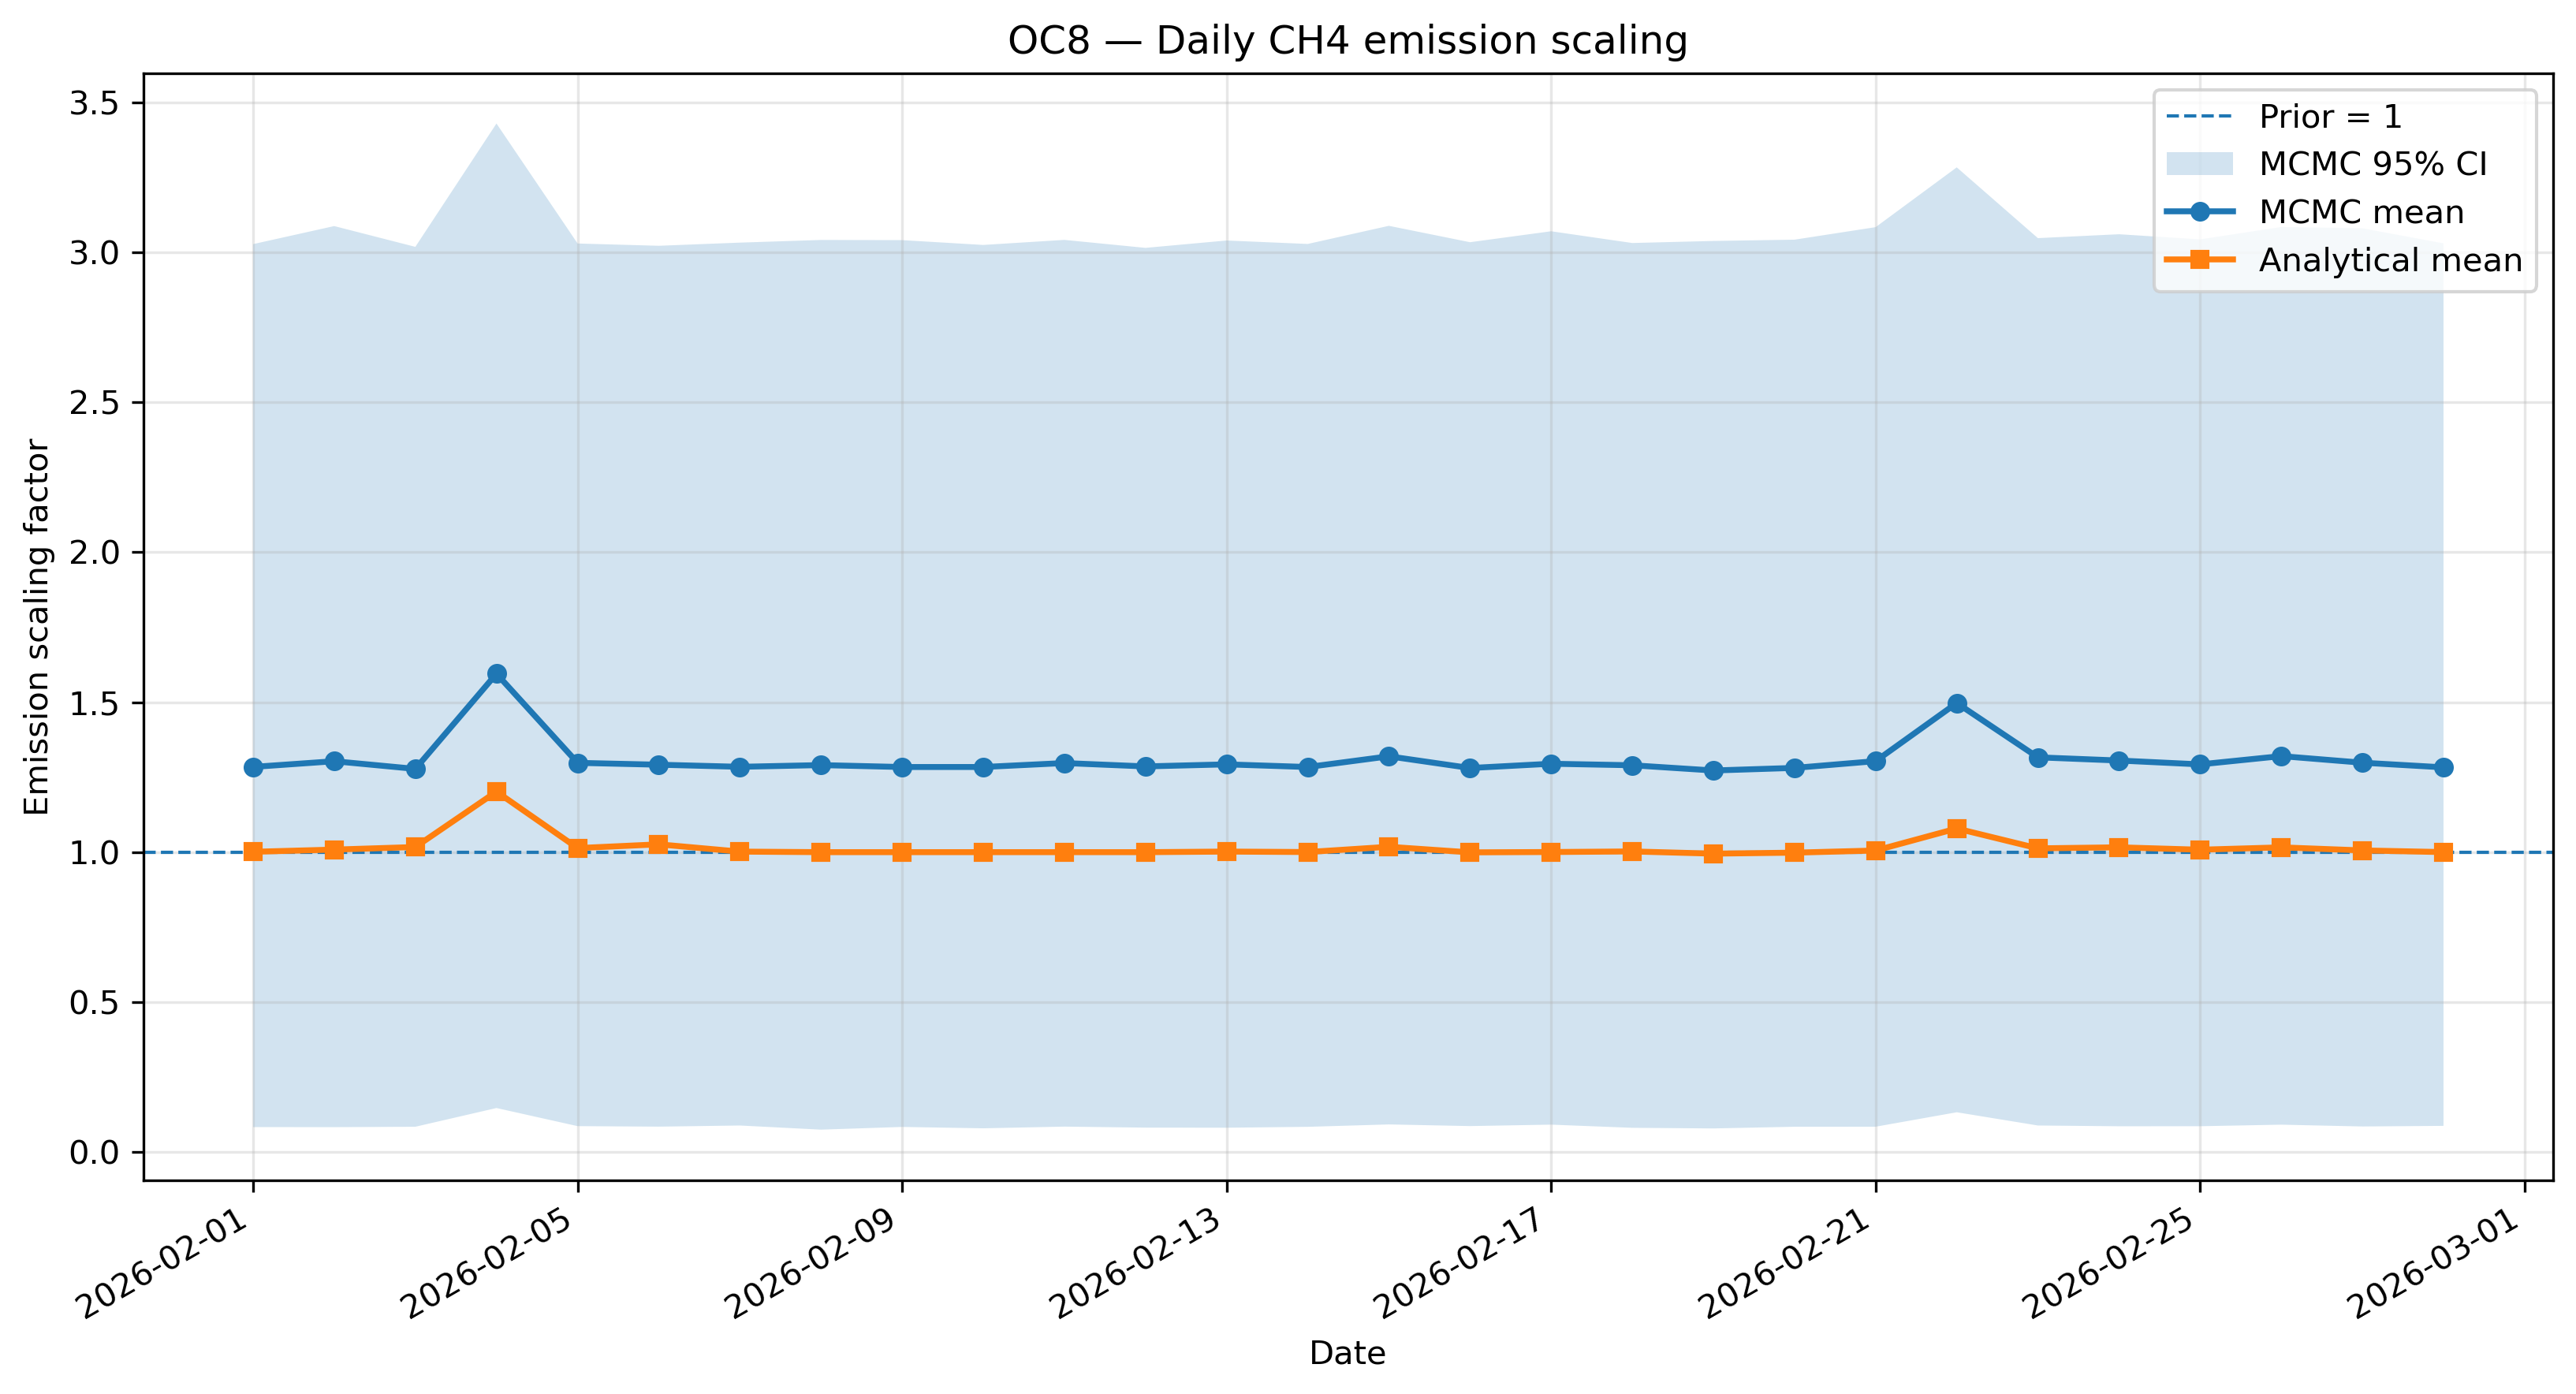 OC8 — Daily CH4 emission scaling
Prior = 1
MCMC 95% CI
MCMC mean
Analytical mean
Emission scaling factor
3.5
3.0
2.5
2.0
1.5
1.0
0.5
0.0
2026-02-01
2026-02-05
2026-02-09
2026-02-13
2026-02-17
2026-02-21
2026-02-25
2026-03-01
Date